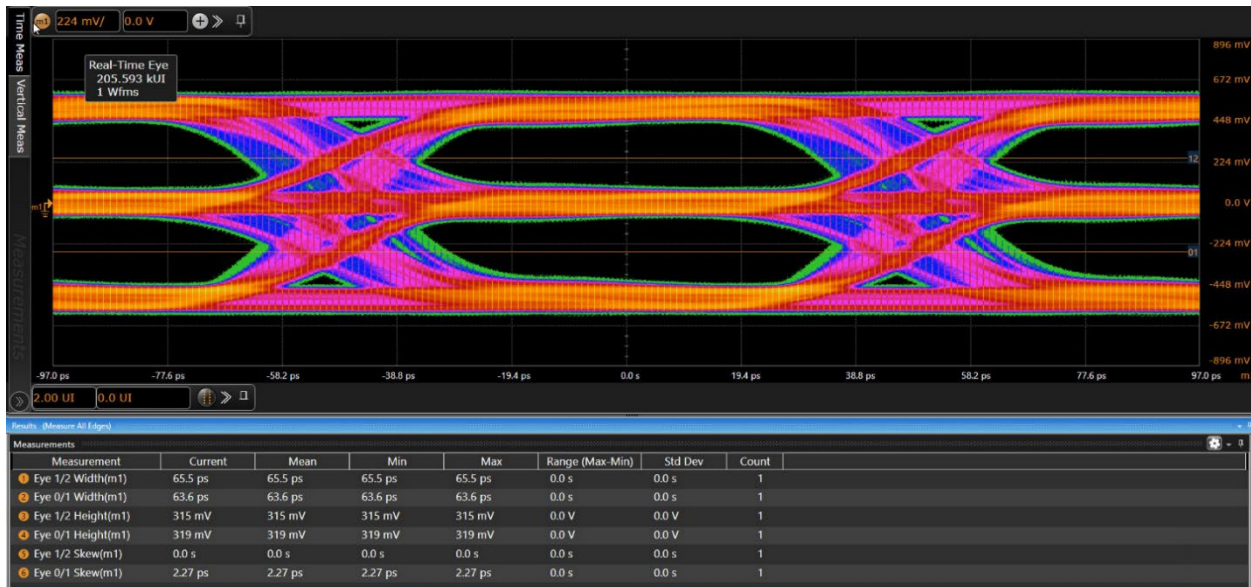 Time Meas
Vertical Meas
Measurements
m1 224 mV/ 0.0 V
Real-Time Eye
205.593 kUI
1 Wfms
896 mV
672 mV
448 mV
12
224 mV
m1
0.0 V
-224 mV
01
-448 mV
-672 mV
-896 mV
-97.0 ps -77.6 ps -58.2 ps -38.8 ps -19.4 ps 0.0 s 19.4 ps 38.8 ps 58.2 ps 77.6 ps 97.0 ps m
2.00 UI 0.0 UI
Results (Measure All Edges)
Measurements
Measurement Current Mean Min Max Range (Max-Min) Std Dev Count
1 Eye 1/2 Width(m1) 65.5 ps 65.5 ps 65.5 ps 65.5 ps 0.0 s 0.0 s 1
2 Eye 0/1 Width(m1) 63.6 ps 63.6 ps 63.6 ps 63.6 ps 0.0 s 0.0 s 1
3 Eye 1/2 Height(m1) 315 mV 315 mV 315 mV 315 mV 0.0 V 0.0 V 1
4 Eye 0/1 Height(m1) 319 mV 319 mV 319 mV 319 mV 0.0 V 0.0 V 1
5 Eye 1/2 Skew(m1) 0.0 s 0.0 s 0.0 s 0.0 s 0.0 s 0.0 s 1
6 Eye 0/1 Skew(m1) 2.27 ps 2.27 ps 2.27 ps 2.27 ps 0.0 s 0.0 s 1